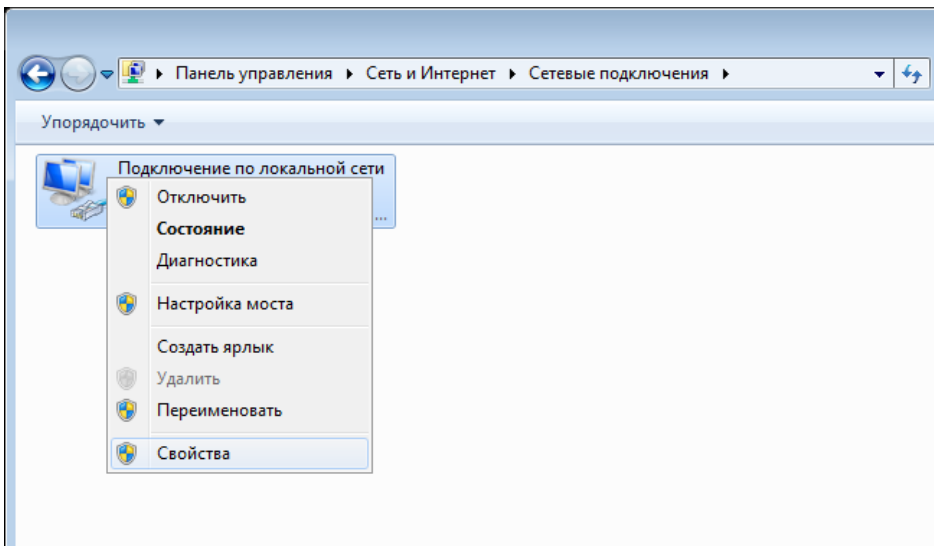 Панель управления ▸ Сеть и Интернет ▸ Сетевые подключения ▸
Упорядочить
Подключение по локальной сети
...
Отключить
Состояние
Диагностика
Настройка моста
Создать ярлык
Удалить
Переименовать
Свойства